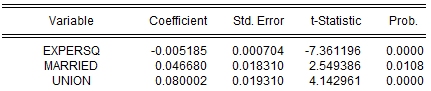 Variable Coefficient Std. Error t-Statistic Prob.
EXPERSQ -0.005185 0.000704 -7.361196 0.0000
MARRIED 0.046680 0.018310 2.549386 0.0108
UNION 0.080002 0.019310 4.142961 0.0000